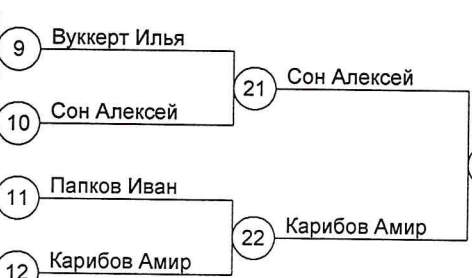 9 Вуккерт Илья
21 Сон Алексей
10 Сон Алексей
11 Папков Иван
22 Карибов Амир
12 Карибов Амир